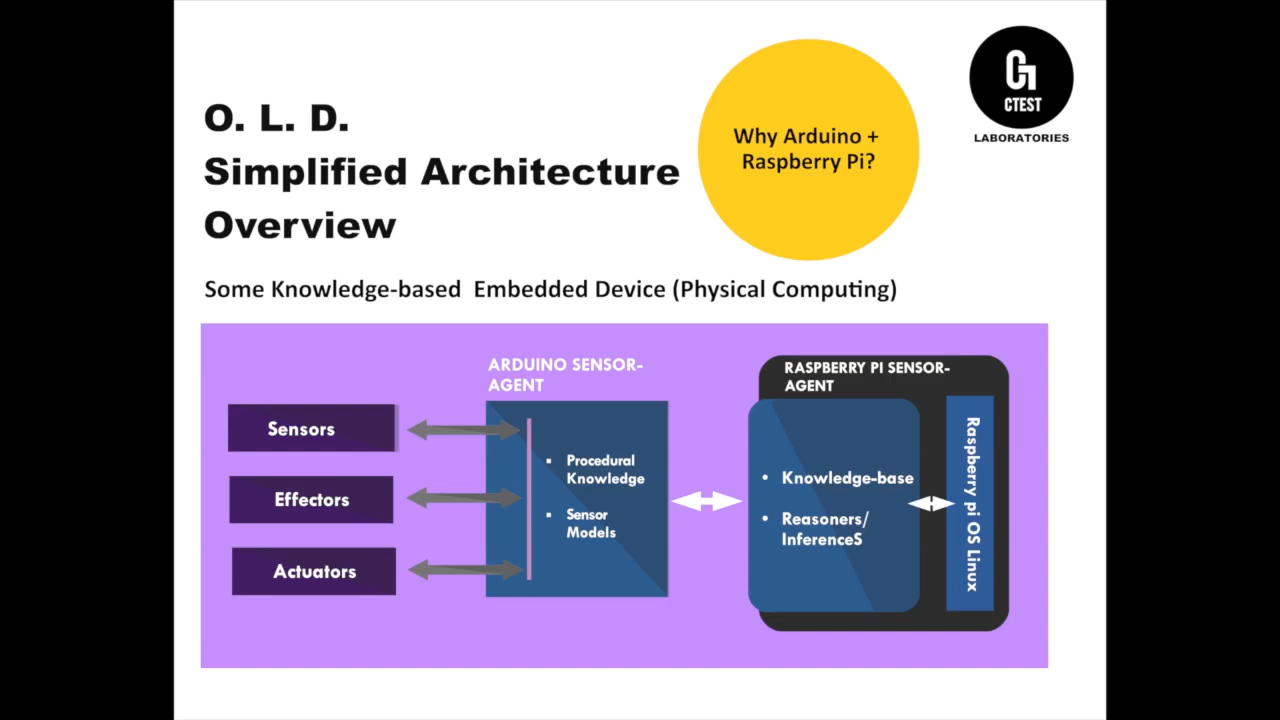 O. L. D.
Simplified Architecture
Overview
Why Arduino +
Raspberry Pi?
CTEST
LABORATORIES
Some Knowledge-based Embedded Device (Physical Computing)
Sensors
Effectors
Actuators
ARDUINO SENSOR-
AGENT
▪ Procedural
Knowledge
▪ Sensor
Models
RASPBERRY PI SENSOR-
AGENT
• Knowledge-base
• Reasoners/
InferenceS
Raspberry pi OS Linux